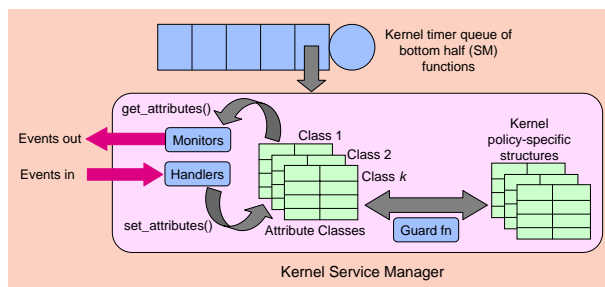 Kernel timer queue of
bottom half (SM)
functions
get_attributes()
Events out
Monitors
Events in
Handlers
set_attributes()
Class 1
Class 2
Class k
Attribute Classes
Guard fn
Kernel
policy-specific
structures
Kernel Service Manager